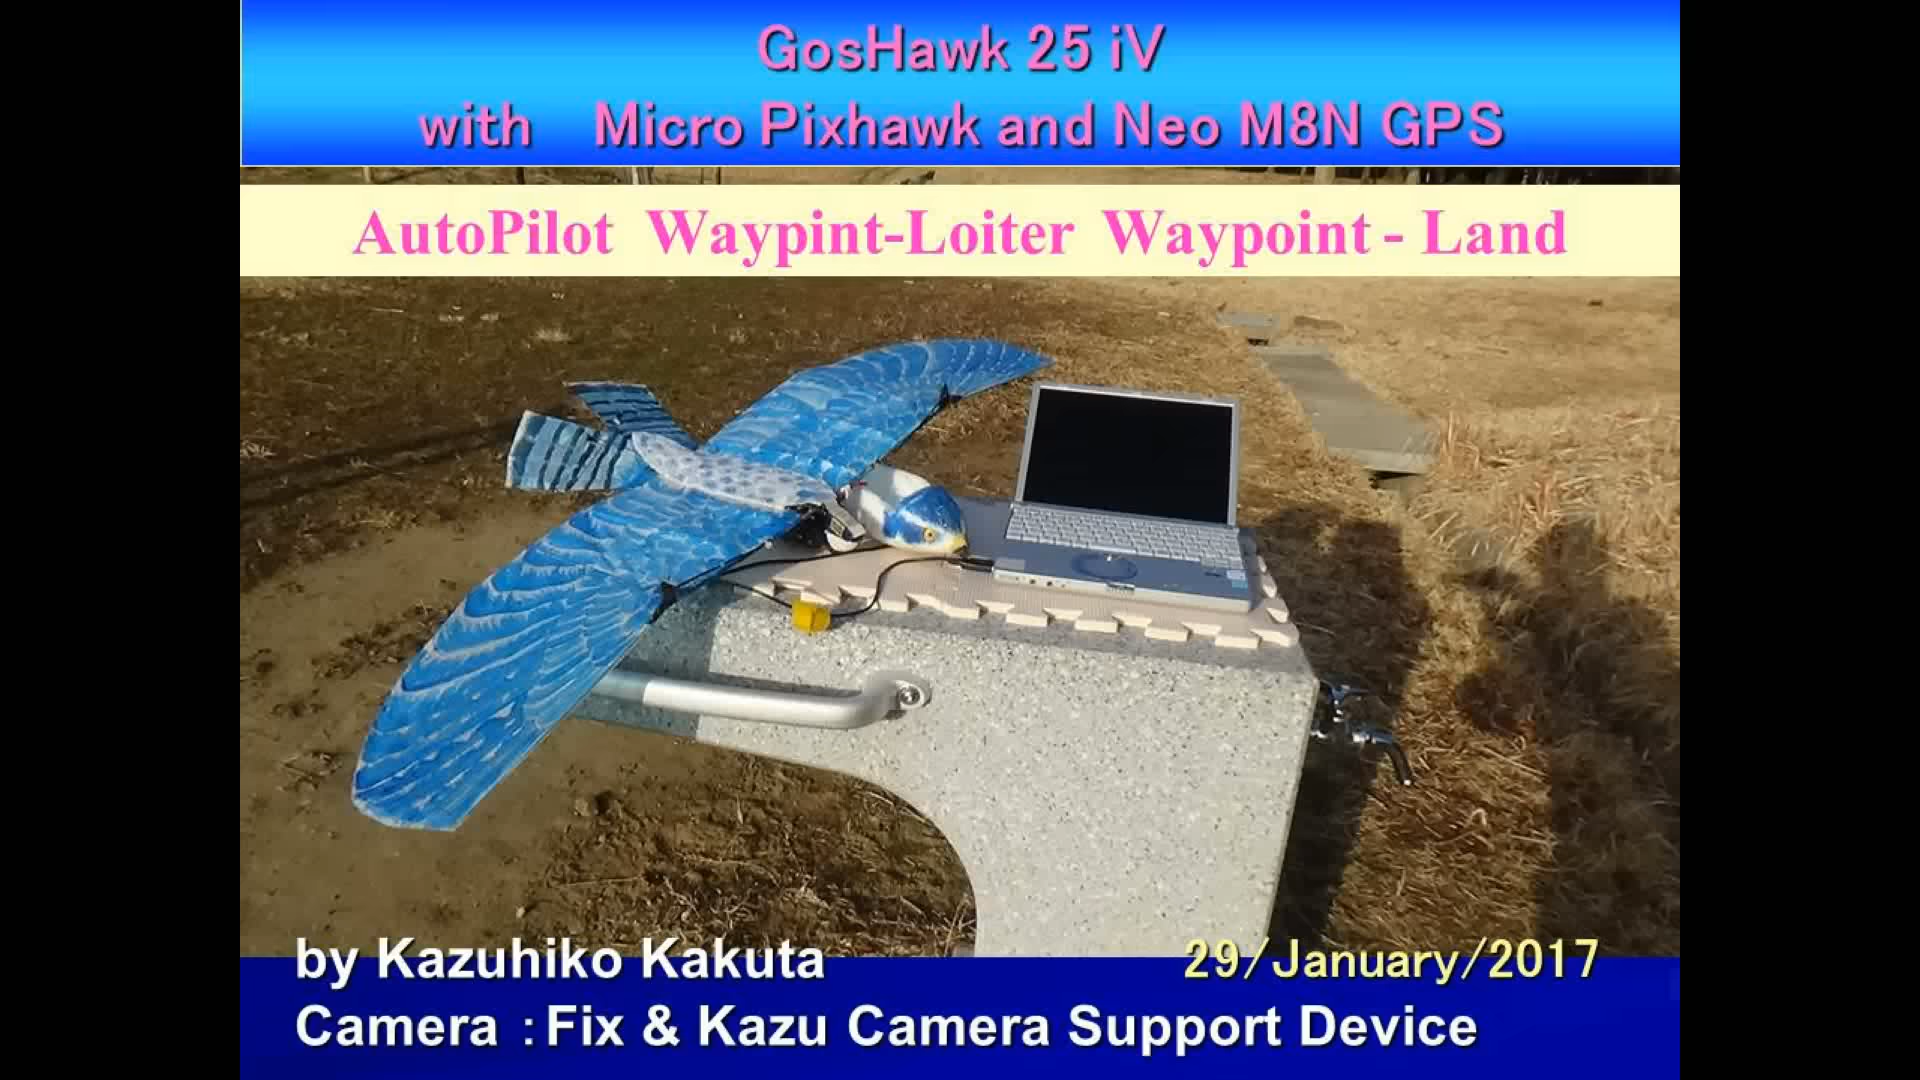 GosHawk 25 iV
with Micro Pixhawk and Neo M8N GPS
AutoPilot Waypint-Loiter Waypoint - Land
by Kazuhiko Kakuta
29/January/2017
Camera : Fix & Kazu Camera Support Device